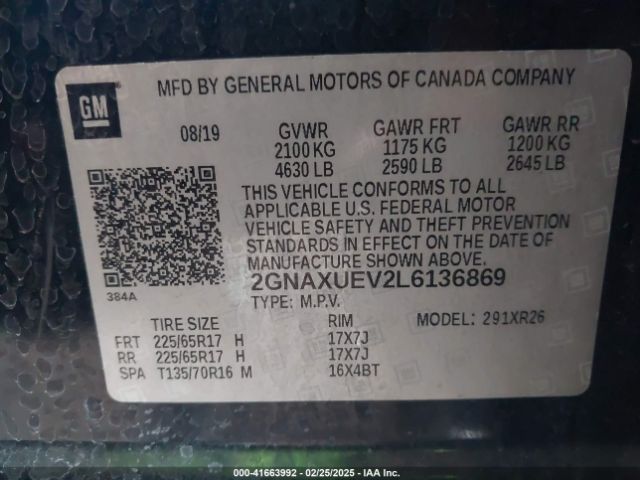 GM
MFD BY GENERAL MOTORS OF CANADA COMPANY
08/19 GVWR GAWR FRT GAWR RR
2100 KG 1175 KG 1200 KG
4630 LB 2590 LB 2645 LB
THIS VEHICLE CONFORMS TO ALL
APPLICABLE U.S. FEDERAL MOTOR
VEHICLE SAFETY AND THEFT PREVENTION
STANDARDS IN EFFECT ON THE DATE OF
MANUFACTURE SHOWN ABOVE.
384A
2GNAXUEV2L6136869
TYPE: M.P.V.
TIRE SIZE RIM MODEL: 291XR26
FRT 225/65R17 H 17X7J
RR 225/65R17 H 17X7J
SPA T135/70R16 M 16X4BT
000-41663992 - 02/25/2025 - IAA Inc.